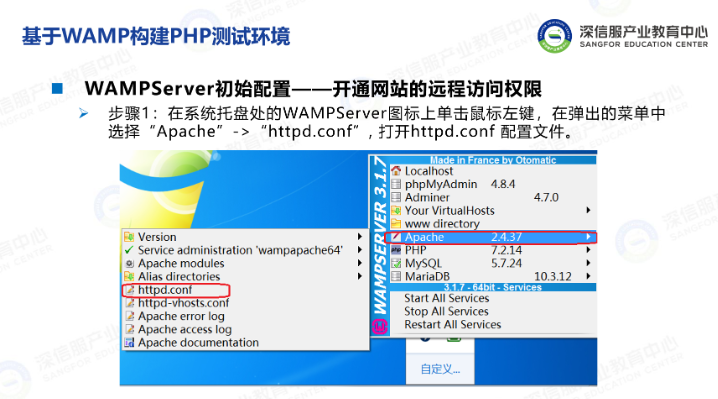 基于WAMP构建PHP测试环境
深信服产业教育中心
SANGFOR EDUCATION CENTER
WAMPServer初始配置——开通网站的远程访问权限
步骤1：在系统托盘处的WAMPServer图标上单击鼠标左键，在弹出的菜单中
选择“Apache”->“httpd.conf”, 打开httpd.conf 配置文件。
Version
Service administration 'wampapache64'
Apache modules
Alias directories
httpd.conf
httpd-vhosts.conf
Apache error log
Apache access log
Apache documentation
WAMPSERVER 3.1.7
Made in France by Otomatic
Localhost
phpMyAdmin 4.8.4
Adminer 4.7.0
Your VirtualHosts
www directory
Apache 2.4.37
PHP 7.2.14
MySQL 5.7.24
MariaDB 10.3.12
3.1.7 - 64bit - Services
Start All Services
Stop All Services
Restart All Services
自定义...